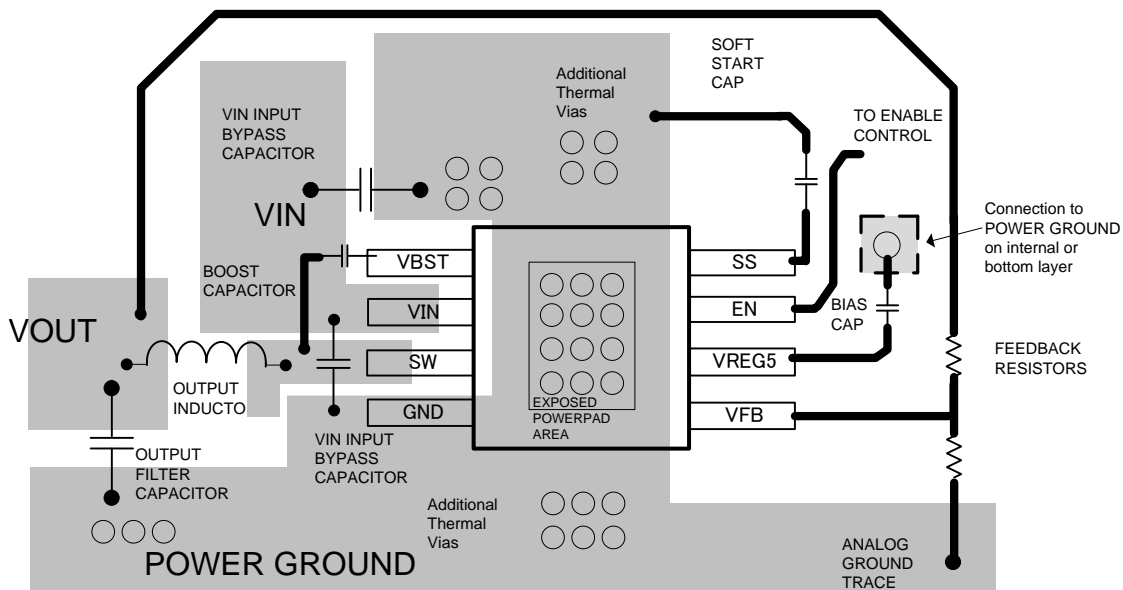 SOFT
START
CAP
Additional
Thermal
Vias
VIN INPUT
BYPASS
CAPACITOR
TO ENABLE
CONTROL
VIN
Connection to
POWER GROUND
on internal or
bottom layer
BOOST
CAPACITOR
VBST
SS
VIN
EN
BIAS
CAP
VOUT
SW
VREG5
FEEDBACK
RESISTORS
OUTPUT
INDUCTO
GND
VFB
EXPOSED
POWERPAD
AREA
VIN INPUT
BYPASS
CAPACITOR
OUTPUT
FILTER
CAPACITOR
Additional
Thermal
Vias
POWER GROUND
ANALOG
GROUND
TRACE